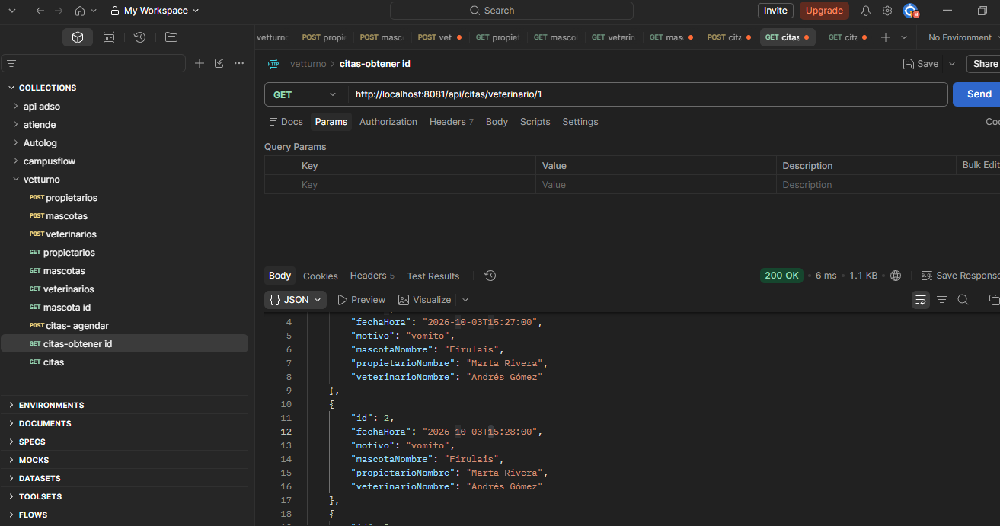 My Workspace
Search
Invite
Upgrade
vetturno
POST propi
POST masc
POST vet
GET propiet
GET mascot
GET veterin
GET mas
POST cita
GET citas
GET cita
No Environment
HTTP
vetturno > citas-obtener id
Save
Share
GET
http://localhost:8081/api/citas/veterinario/1
Send
Docs
Params
Authorization
Headers 7
Body
Scripts
Settings
Query Params
Key
Value
Description
Bulk Edit
Key
Value
Description
COLLECTIONS
api adso
atiende
Autolog
campusflow
vetturno
POST propietarios
POST mascotas
POST veterinarios
GET propietarios
GET mascotas
GET veterinarios
GET mascota id
POST citas- agendar
GET citas-obtener id
GET citas
ENVIRONMENTS
DOCUMENTS
SPECS
MOCKS
DATASETS
TOOLSETS
FLOWS
Body
Cookies
Headers 5
Test Results
200 OK
6 ms
1.1 KB
e.g. Save Response
{} JSON
Preview
Visualize
4 "fechaHora": "2026-10-03T15:27:00",
5 "motivo": "vomito",
6 "mascotaNombre": "Firulais",
7 "propietarioNombre": "Marta Rivera",
8 "veterinarioNombre": "Andrés Gómez"
9 },
10 {
11 "id": 2,
12 "fechaHora": "2026-10-03T15:28:00",
13 "motivo": "vomito",
14 "mascotaNombre": "Firulais",
15 "propietarioNombre": "Marta Rivera",
16 "veterinarioNombre": "Andrés Gómez"
17 },
18 {